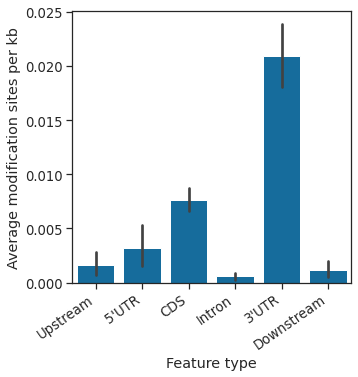 Average modification sites per kb
0.025
0.020
0.015
0.010
0.005
0.000
Upstream
5'UTR
CDS
Intron
3'UTR
Downstream
Feature type